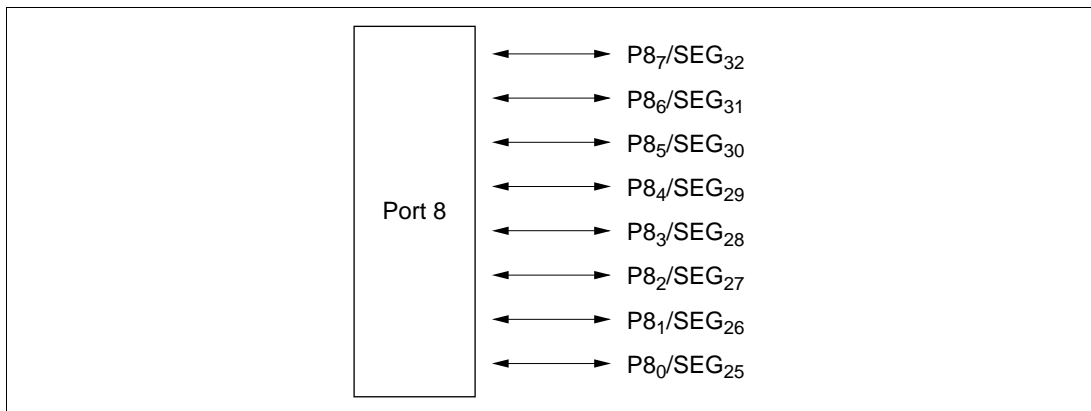 P8₇/SEG₃₂
P8₆/SEG₃₁
P8₅/SEG₃₀
P8₄/SEG₂₉
Port 8
P8₃/SEG₂₈
P8₂/SEG₂₇
P8₁/SEG₂₆
P8₀/SEG₂₅